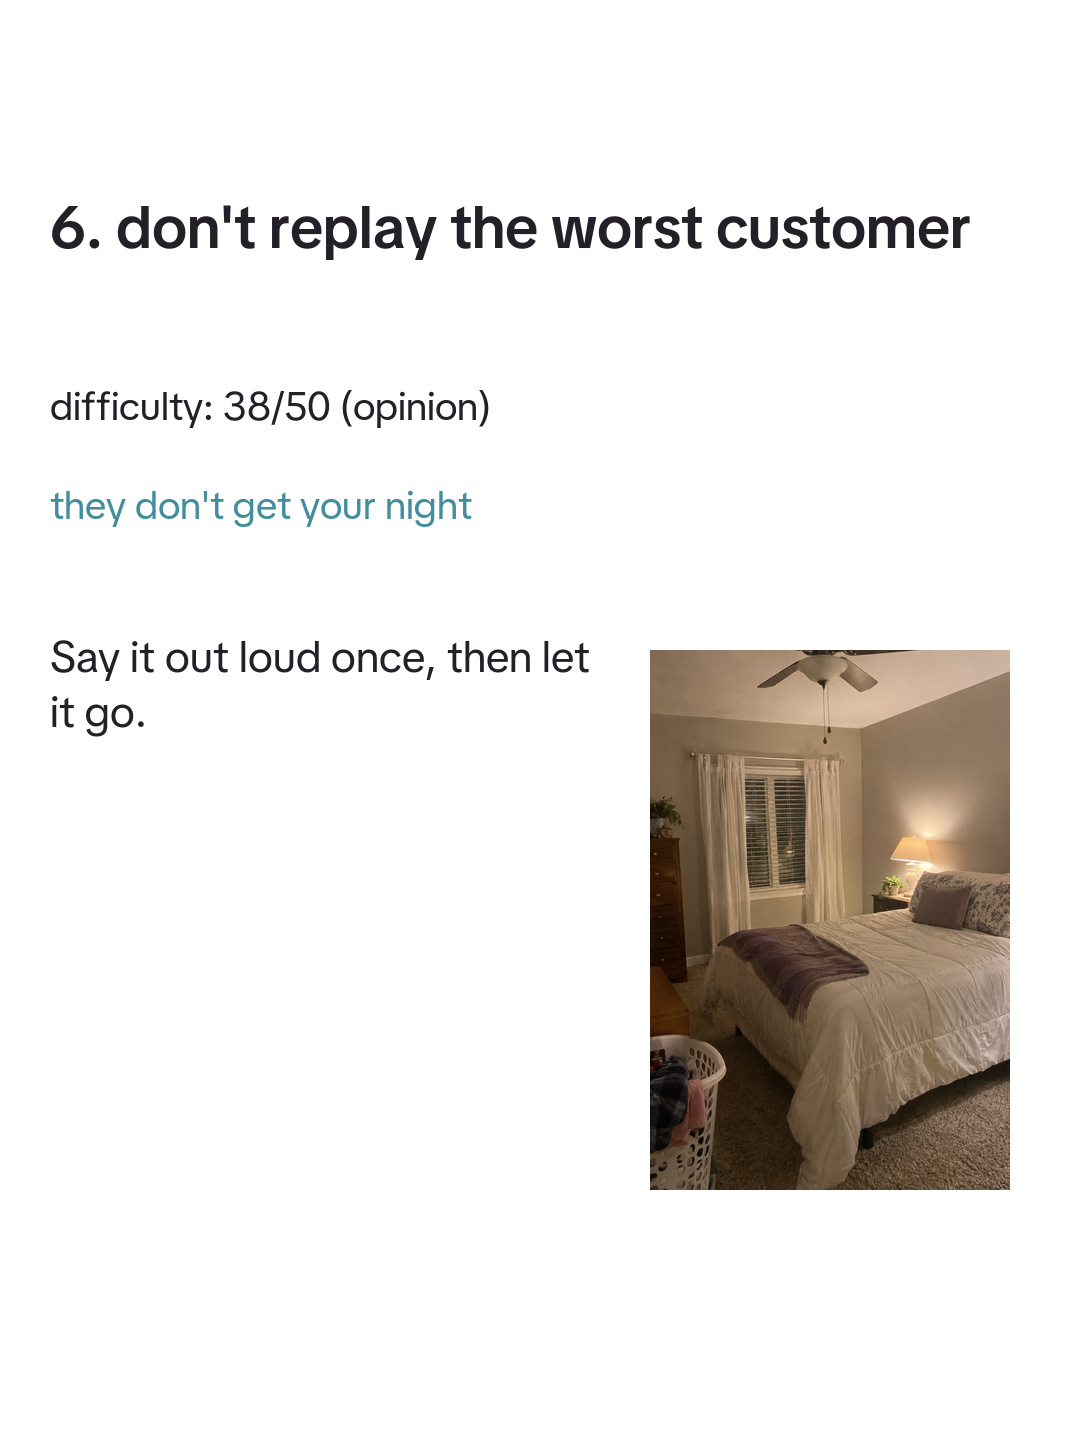 6. don't replay the worst customer
difficulty: 38/50 (opinion)
they don't get your night
Say it out loud once, then let
it go.